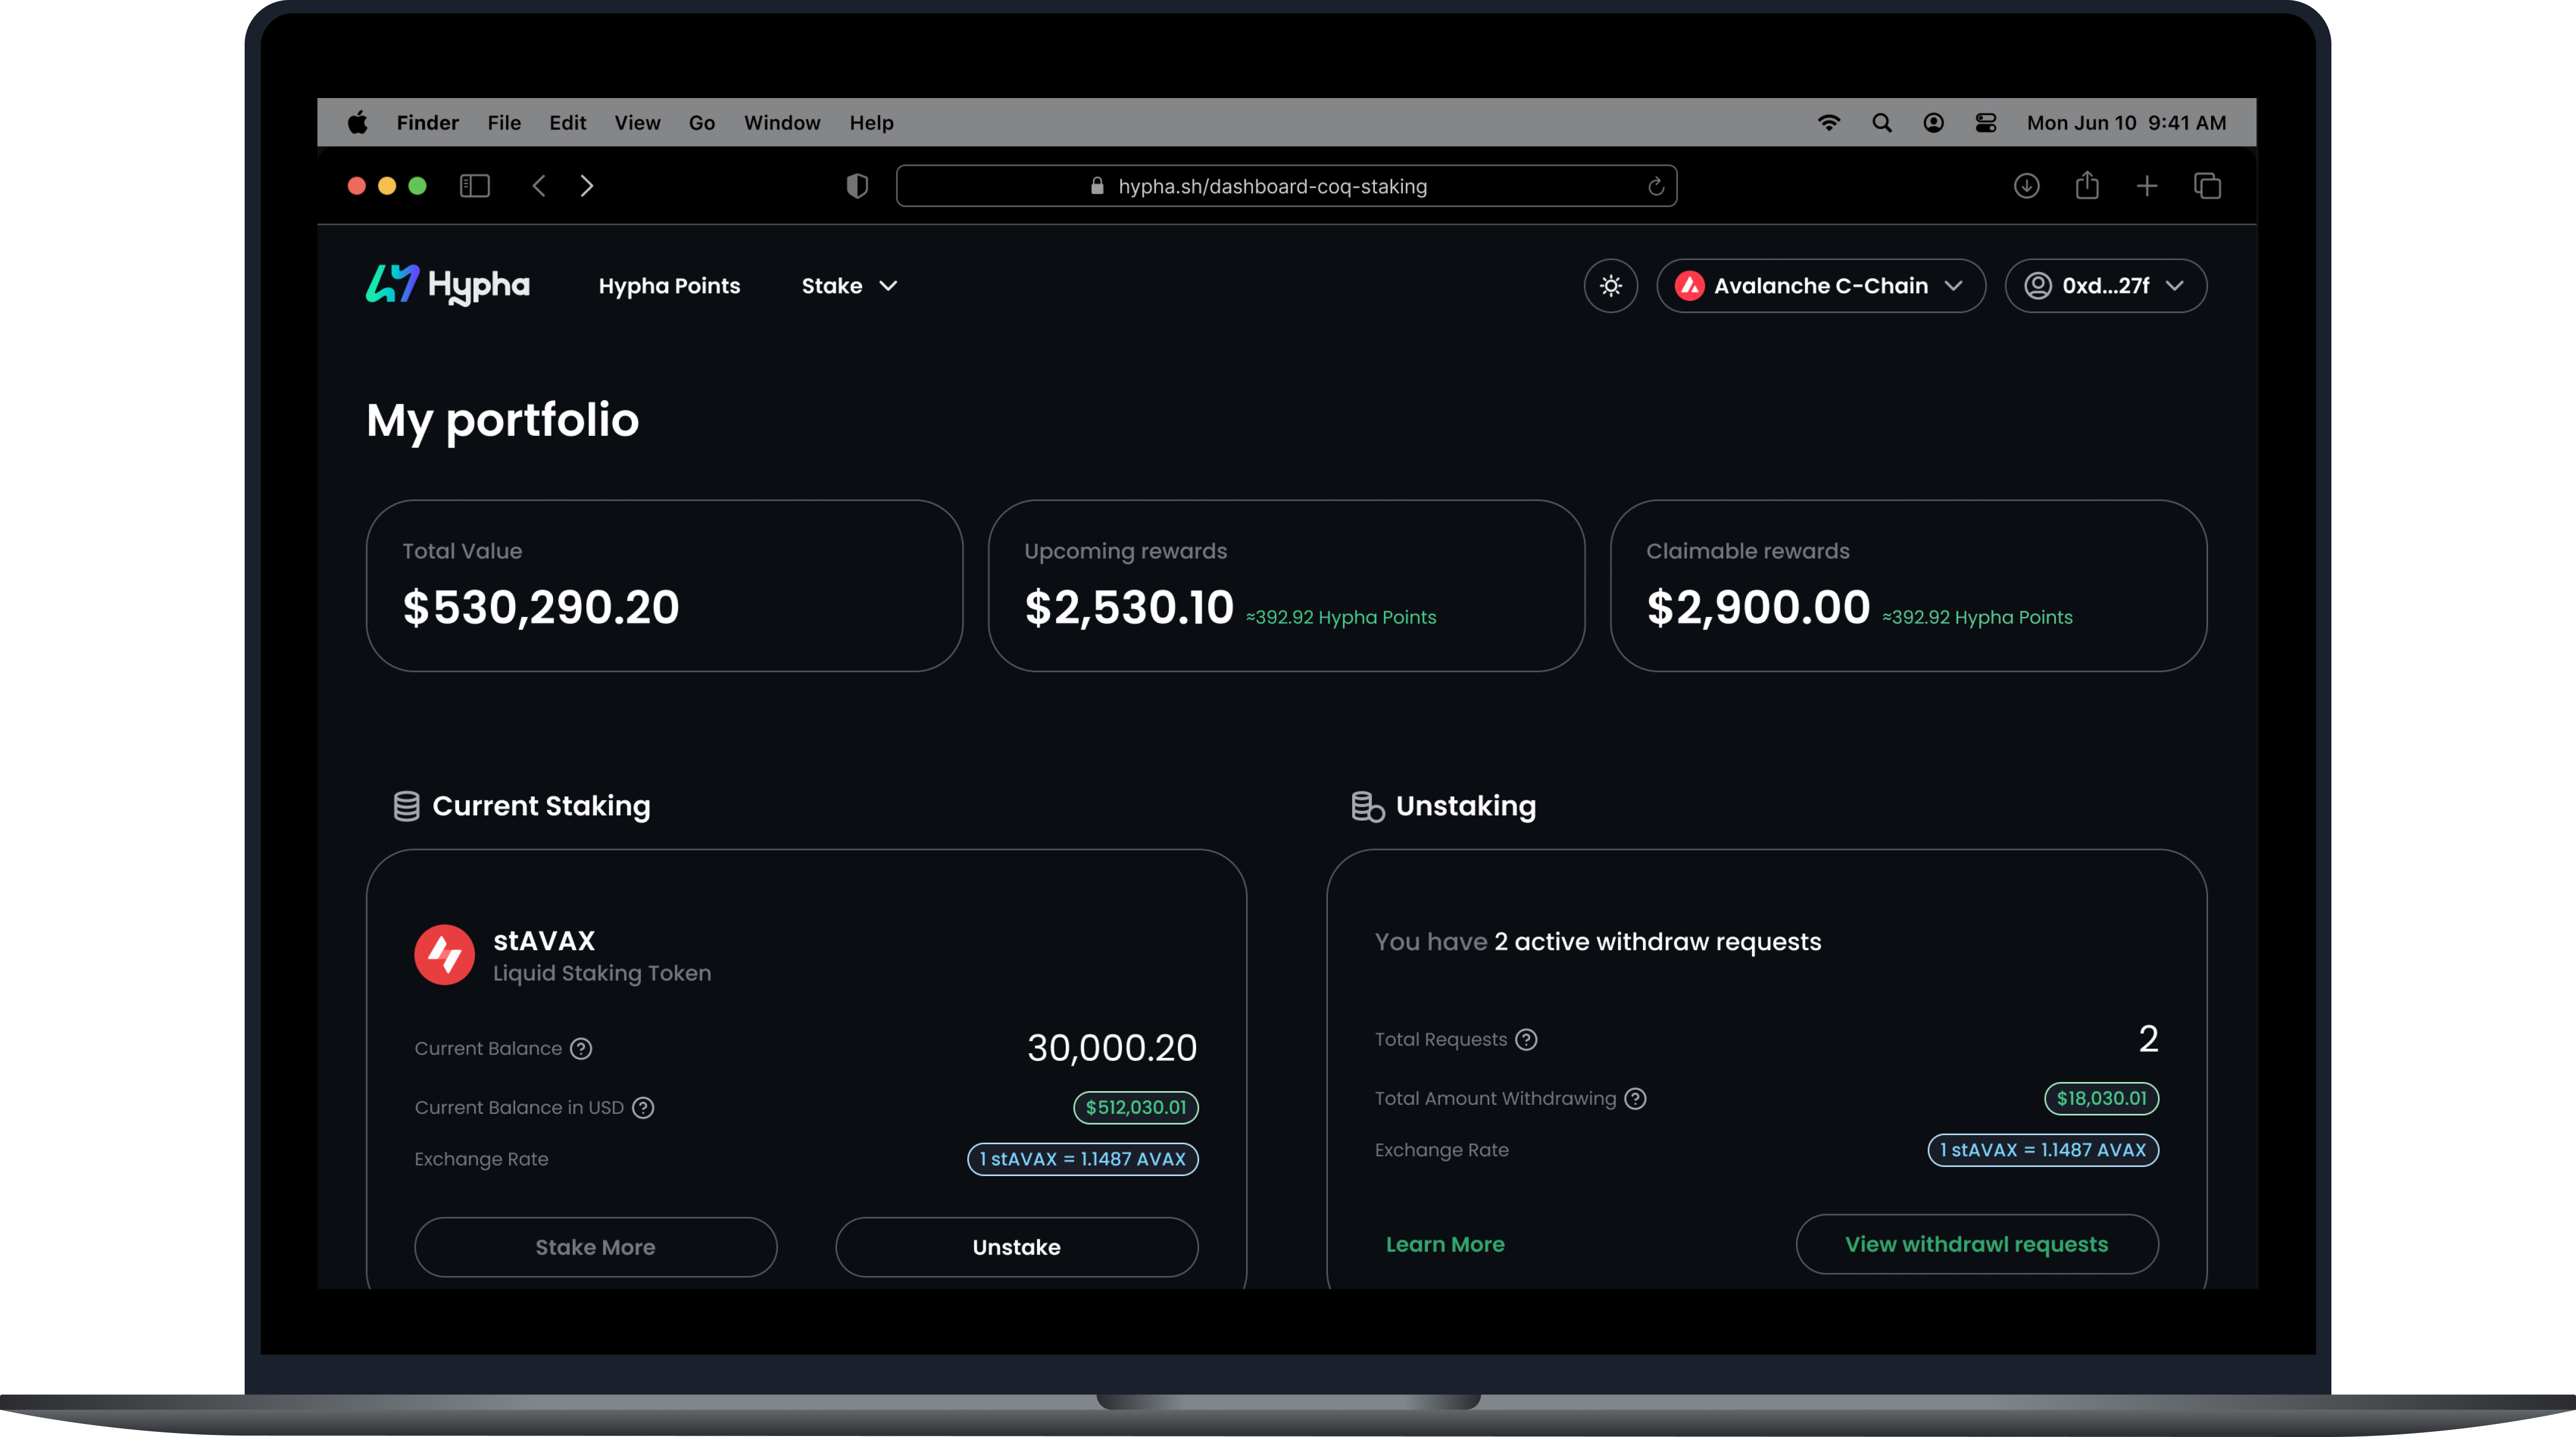 Finder File Edit View Go Window Help Mon Jun 10 9:41 AM
hypha.sh/dashboard-coq-staking
Hypha Hypha Points Stake Avalanche C-Chain 0xd...27f
My portfolio
Total Value
$530,290.20
Upcoming rewards
$2,530.10 ≈392.92 Hypha Points
Claimable rewards
$2,900.00 ≈392.92 Hypha Points
Current Staking
stAVAX
Liquid Staking Token
Current Balance ? 30,000.20
Current Balance in USD ? $512,030.01
Exchange Rate 1 stAVAX = 1.1487 AVAX
Stake More Unstake
Unstaking
You have 2 active withdraw requests
Total Requests ? 2
Total Amount Withdrawing ? $18,030.01
Exchange Rate 1 stAVAX = 1.1487 AVAX
Learn More View withdrawl requests